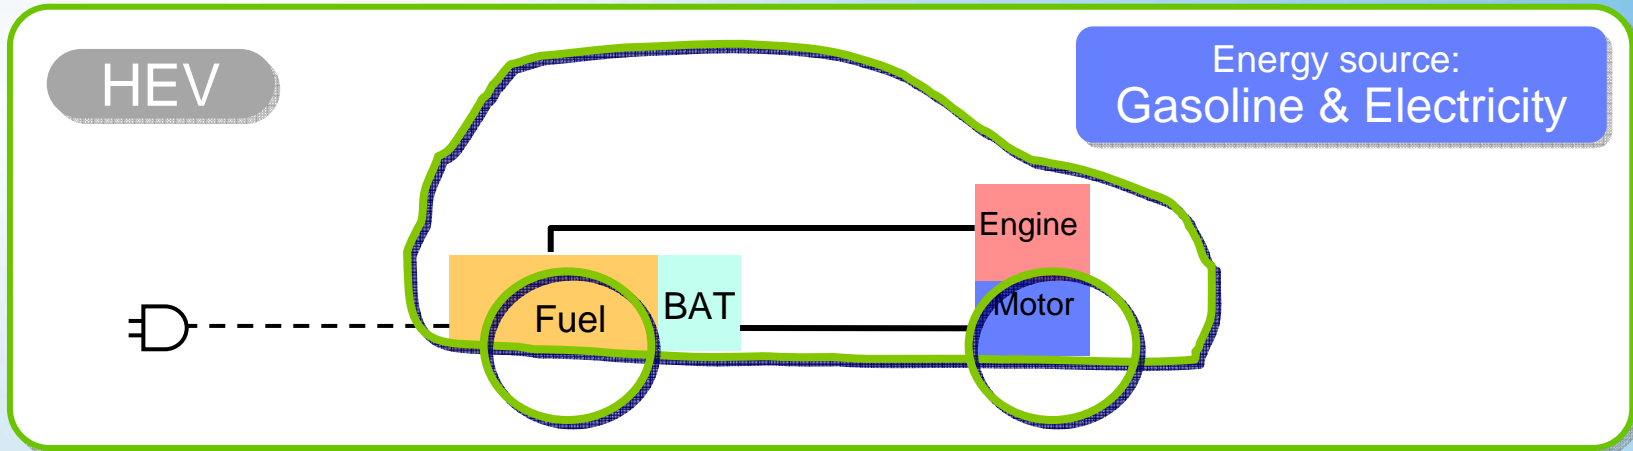 HEV
Energy source:
Gasoline & Electricity
Engine
Motor
Fuel
BAT